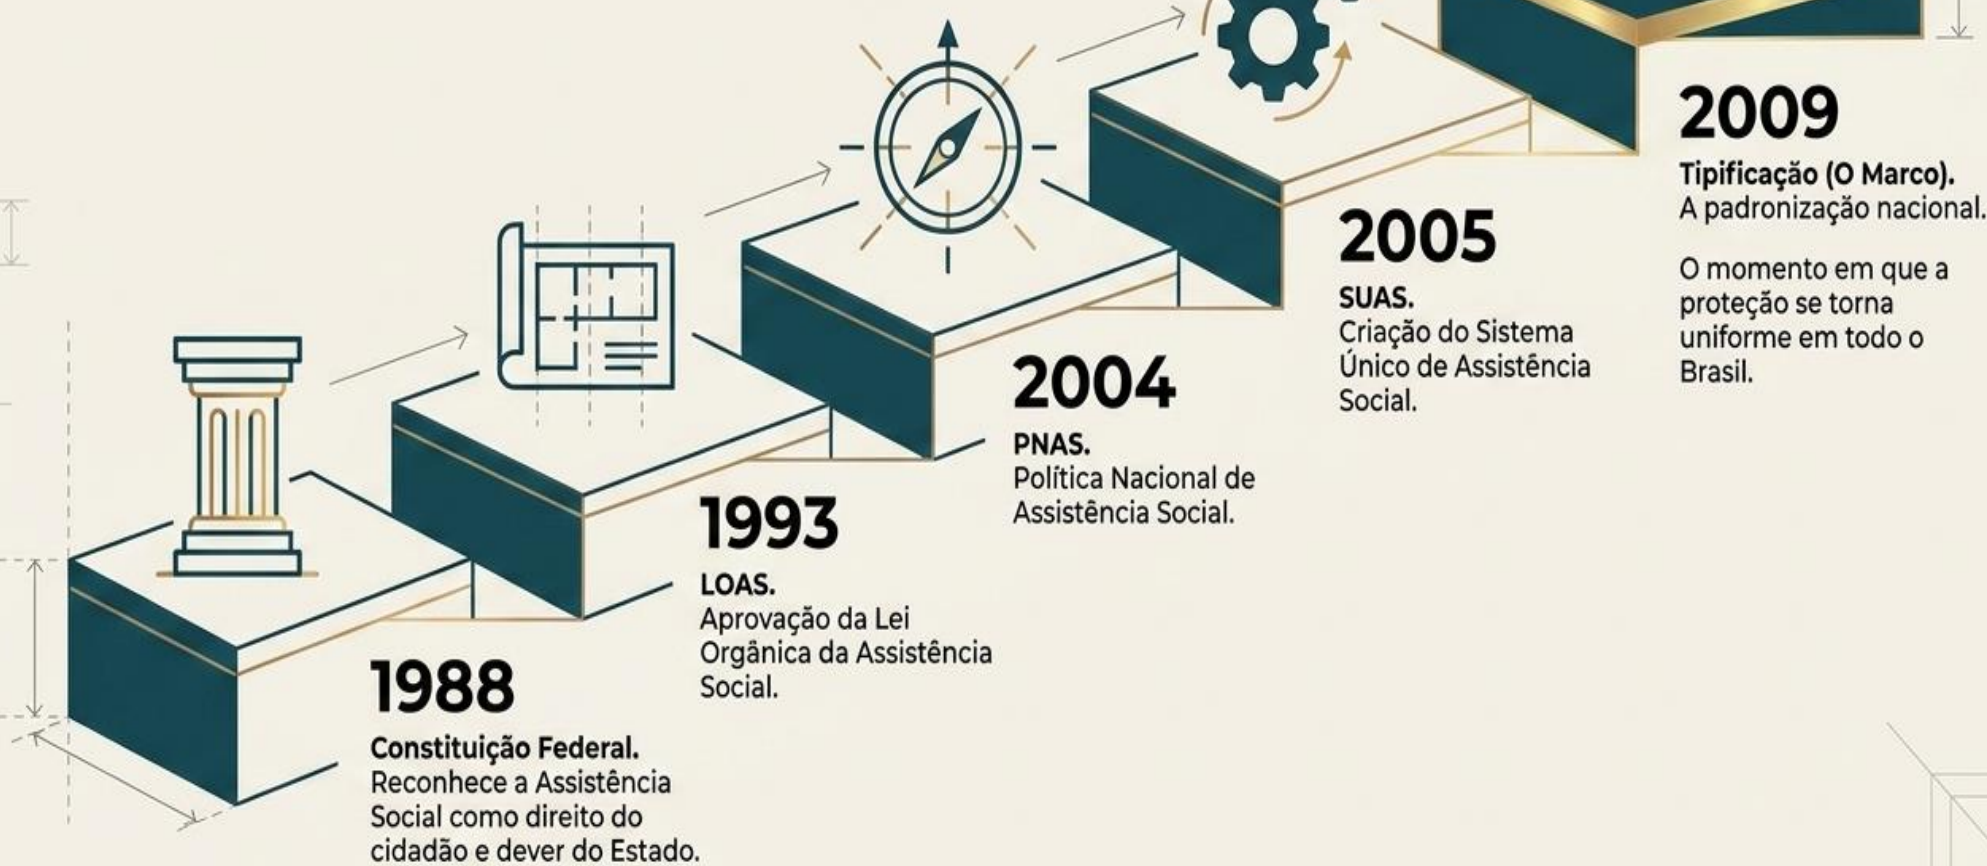 1988
Constituição Federal.
Reconhece a Assistência
Social como direito do
cidadão e dever do Estado.
1993
LOAS.
Aprovação da Lei
Orgânica da Assistência
Social.
2004
PNAS.
Política Nacional de
Assistência Social.
2005
SUAS.
Criação do Sistema
Único de Assistência
Social.
2009
Tipificação (O Marco).
A padronização nacional.
O momento em que a
proteção se torna
uniforme em todo o
Brasil.